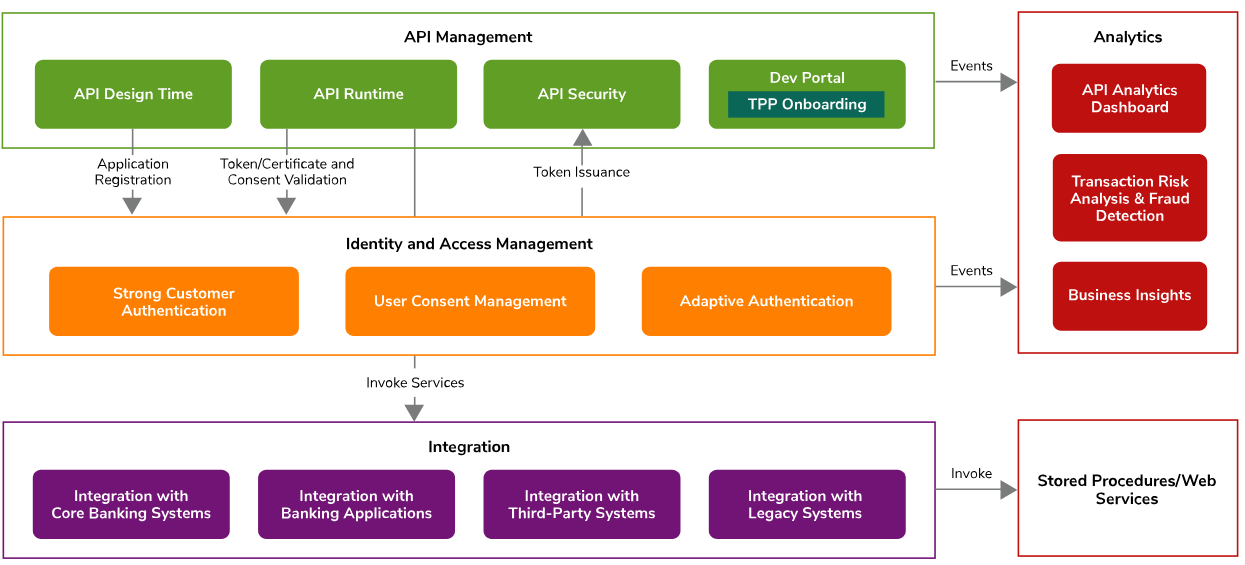 API Management
API Design Time
API Runtime
API Security
Dev Portal
TPP Onboarding
Events
Analytics
API Analytics
Dashboard
Transaction Risk
Analysis & Fraud
Detection
Business Insights
Application
Registration
Token/Certificate and
Consent Validation
Token Issuance
Identity and Access Management
Strong Customer
Authentication
User Consent Management
Adaptive Authentication
Events
Invoke Services
Integration
Integration with
Core Banking Systems
Integration with
Banking Applications
Integration with
Third-Party Systems
Integration with
Legacy Systems
Invoke
Stored Procedures/Web
Services